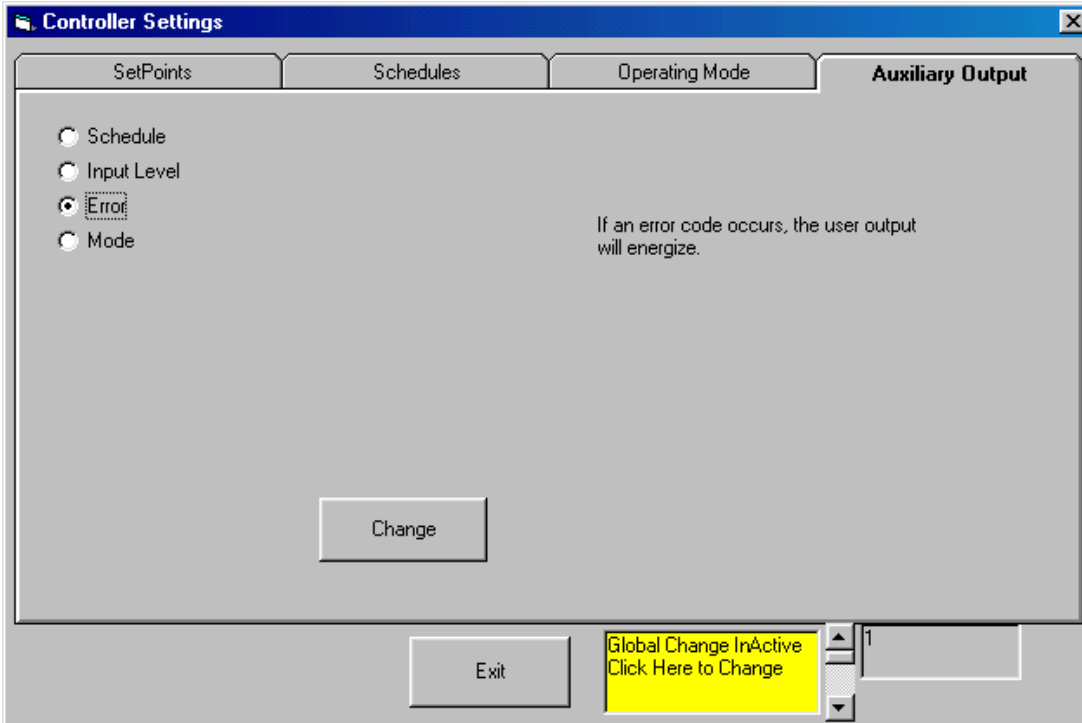 Controller Settings
SetPoints
Schedules
Operating Mode
Auxiliary Output
Schedule
Input Level
Error
Mode
If an error code occurs, the user output
will energize.
Change
Exit
Global Change InActive
Click Here to Change
1